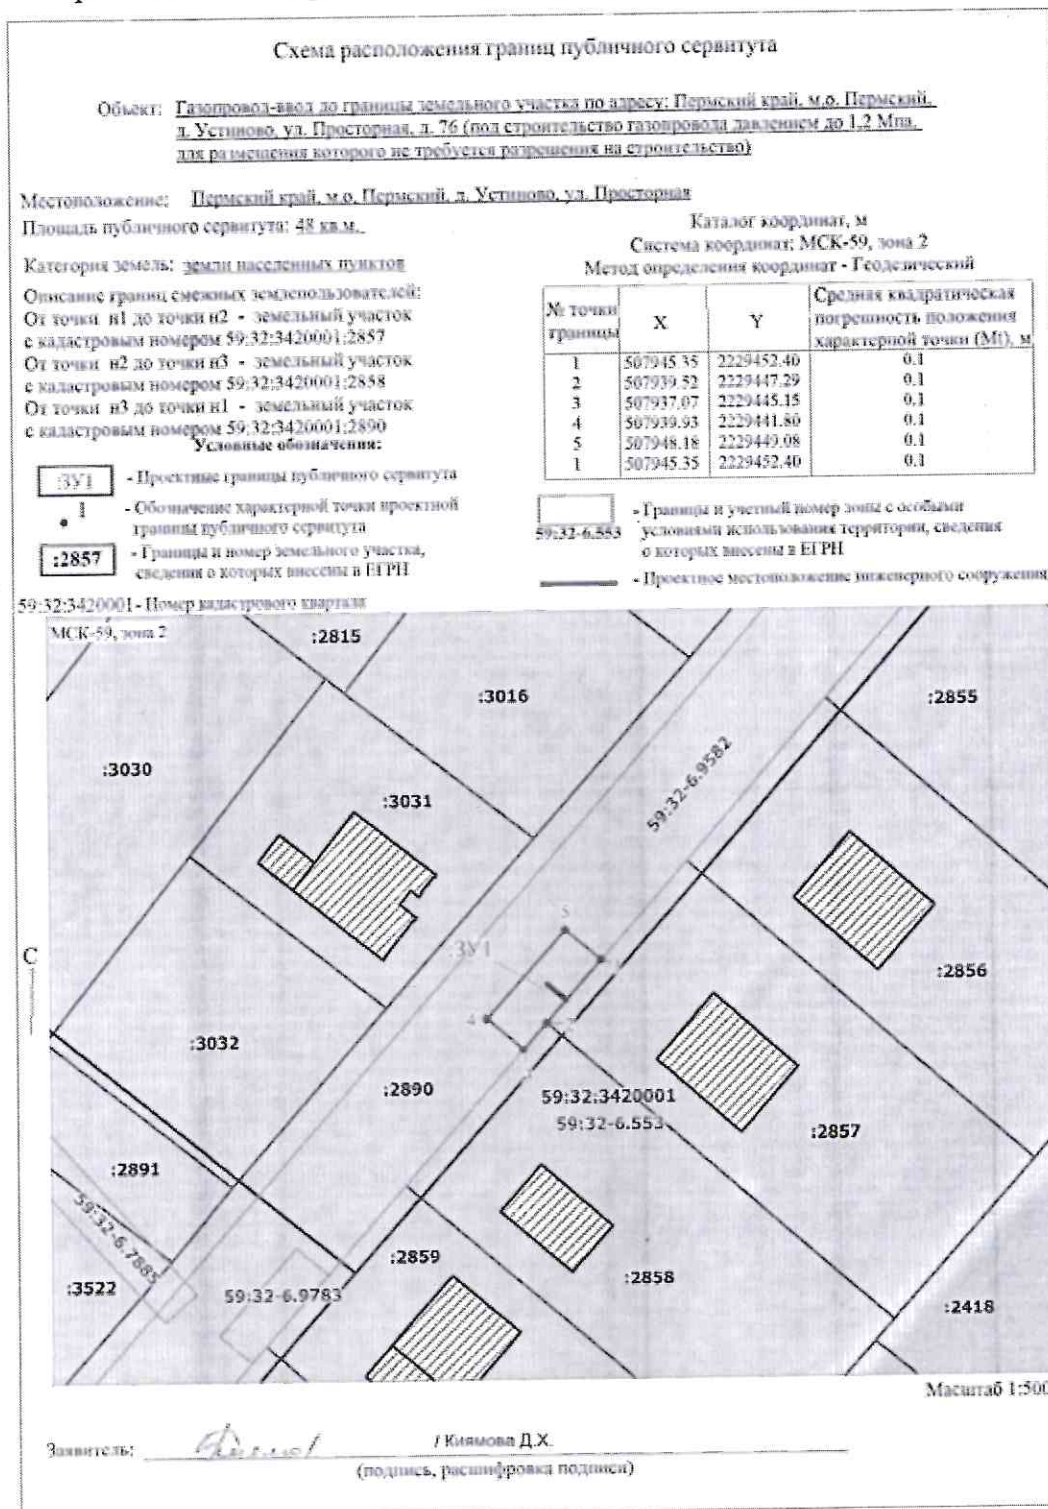 Схема расположения границ публичного сервитута
Объект: Газопровод-ввод до границы земельного участка по адресу: Пермский край, м.о. Пермский,
д. Устиново, ул. Просторная, д. 76 (под строительство газопровода давлением до 1,2 Мпа,
для размещения которого не требуется разрешения на строительство)
Местоположение: Пермский край, м.о. Пермский, д. Устиново, ул. Просторная
Площадь публичного сервитута: 48 кв.м.
Категория земель: земли населенных пунктов
Описание границ смежных землепользователей:
От точки н1 до точки н2 - земельный участок
с кадастровым номером 59:32:3420001:2857
От точки н2 до точки н3 - земельный участок
с кадастровым номером 59:32:3420001:2858
От точки н3 до точки н1 - земельный участок
с кадастровым номером 59:32:3420001:2890
Каталог координат, м
Система координат: МСК-59, зона 2
Метод определения координат - Геодезический
№ точки границы X Y Средняя квадратическая погрешность положения характерной точки (Mt), м
1 507945.35 2229452.40 0.1
2 507939.52 2229447.29 0.1
3 507937.07 2229445.15 0.1
4 507939.93 2229441.80 0.1
5 507948.18 2229449.08 0.1
1 507945.35 2229452.40 0.1
Условные обозначения:
:ЗУ1 - Проектные границы публичного сервитута
1 - Обозначение характерной точки проектной
границы публичного сервитута
:2857 - Границы и номер земельного участка,
сведения о которых внесены в ЕГРН
59:32:3420001 - Номер кадастрового квартала
59:32-6.553 - Границы и учетный номер зоны с особыми
условиями использования территории, сведения
о которых внесены в ЕГРН
- Проектное местоположение инженерного сооружения
МСК-59, зона 2
:2815
:3016
:2855
:3030
59:32-6.9582
:3031
5
:ЗУ1
С
:2856
4
:3032
:2890
59:32:3420001
59:32-6.553
:2857
:2891
59:32-6.7885
:2859
:2858
:3522
59:32-6.9783
:2418
Масштаб 1:500
Заявитель: / Киямова Д.Х.
(подпись, расшифровка подписи)